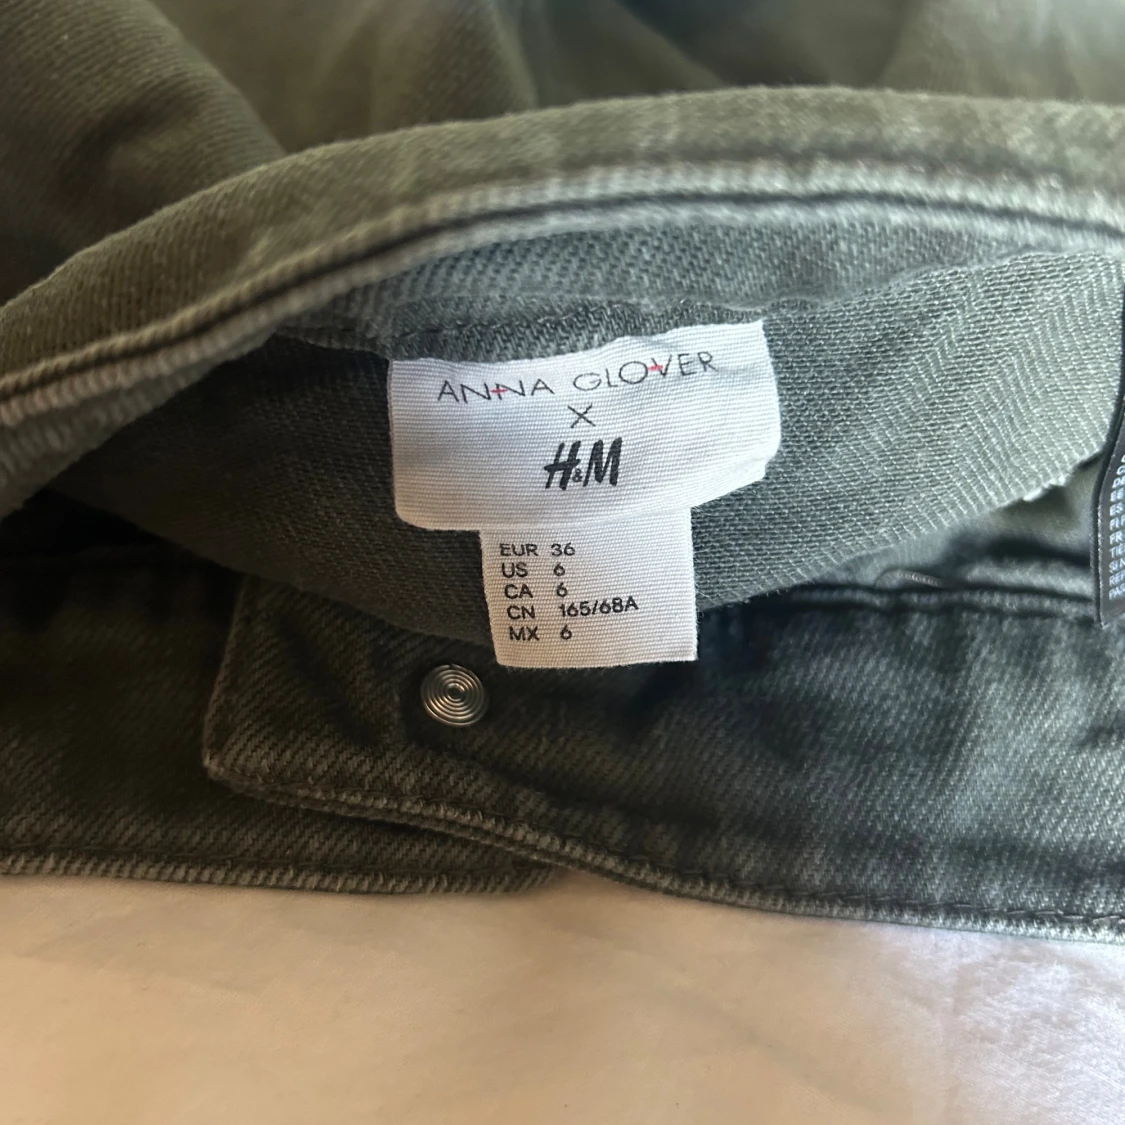 ANNA GLOVER
X
H&M
EUR 36
US 6
CA 6
CN 165/68A
MX 6